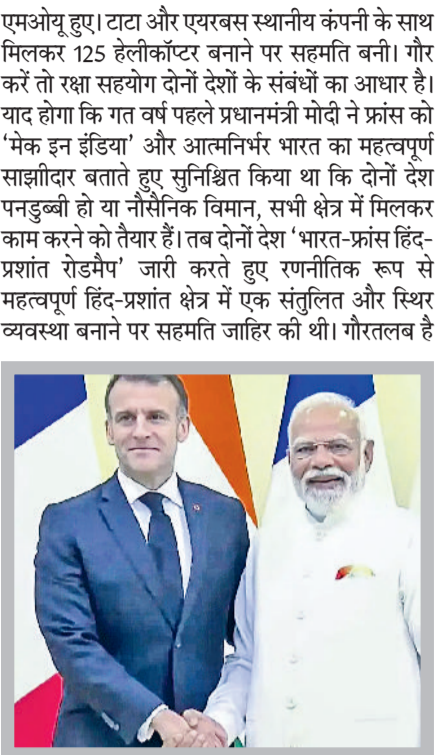 एमओयू हुए। टाटा और एयरबस स्थानीय कंपनी के साथ
मिलकर 125 हेलीकॉप्टर बनाने पर सहमति बनी। गौर
करें तो रक्षा सहयोग दोनों देशों के संबंधों का आधार है।
याद होगा कि गत वर्ष पहले प्रधानमंत्री मोदी ने फ्रांस को
‘मेक इन इंडिया’ और आत्मनिर्भर भारत का महत्वपूर्ण
साझाीदार बताते हुए सुनिश्चित किया था कि दोनों देश
पनडुब्बी हो या नौसैनिक विमान, सभी क्षेत्र में मिलकर
काम करने को तैयार हैं। तब दोनों देश ‘भारत-फ्रांस हिंद-
प्रशांत रोडमैप’ जारी करते हुए रणनीतिक रूप से
महत्वपूर्ण हिंद-प्रशांत क्षेत्र में एक संतुलित और स्थिर
व्यवस्था बनाने पर सहमति जाहिर की थी। गौरतलब है